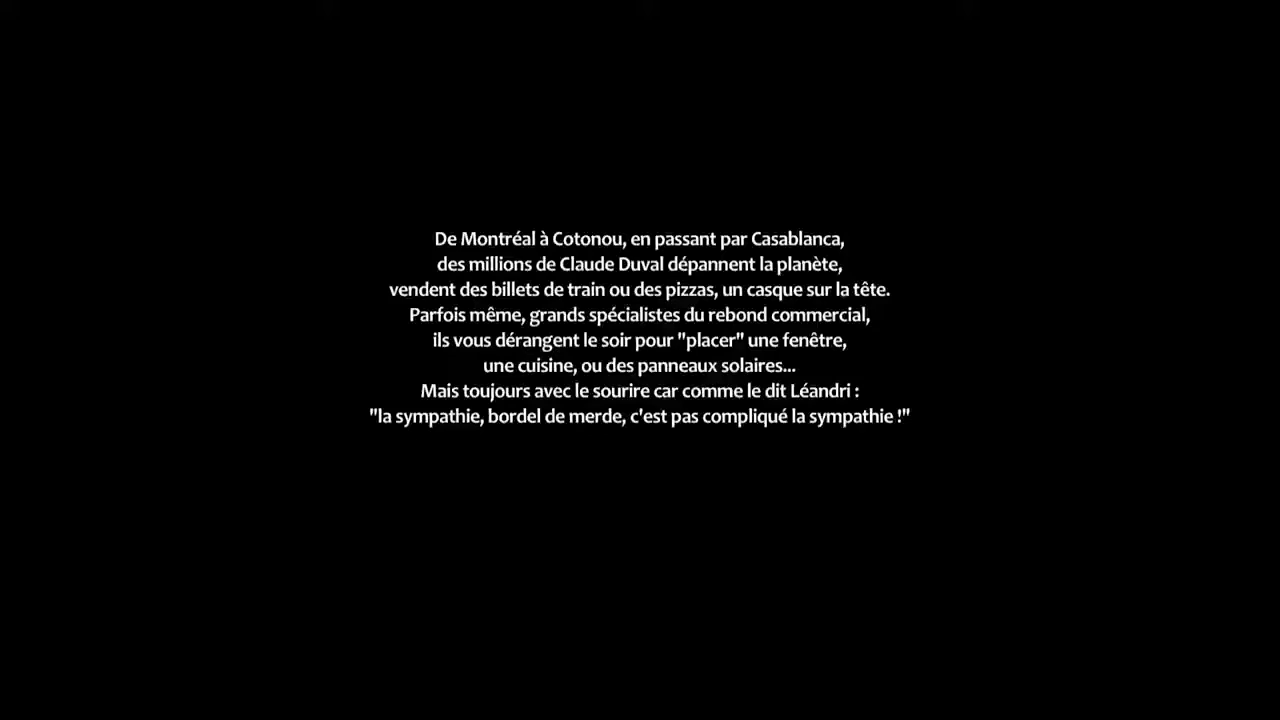 De Montréal à Cotonou, en passant par Casablanca,
des millions de Claude Duval dépannent la planète,
vendent des billets de train ou des pizzas, un casque sur la tête.
Parfois même, grands spécialistes du rebond commercial,
ils vous dérangent le soir pour "placer" une fenêtre,
une cuisine, ou des panneaux solaires...
Mais toujours avec le sourire car comme le dit Léandri :
"la sympathie, bordel de merde, c'est pas compliqué la sympathie !"